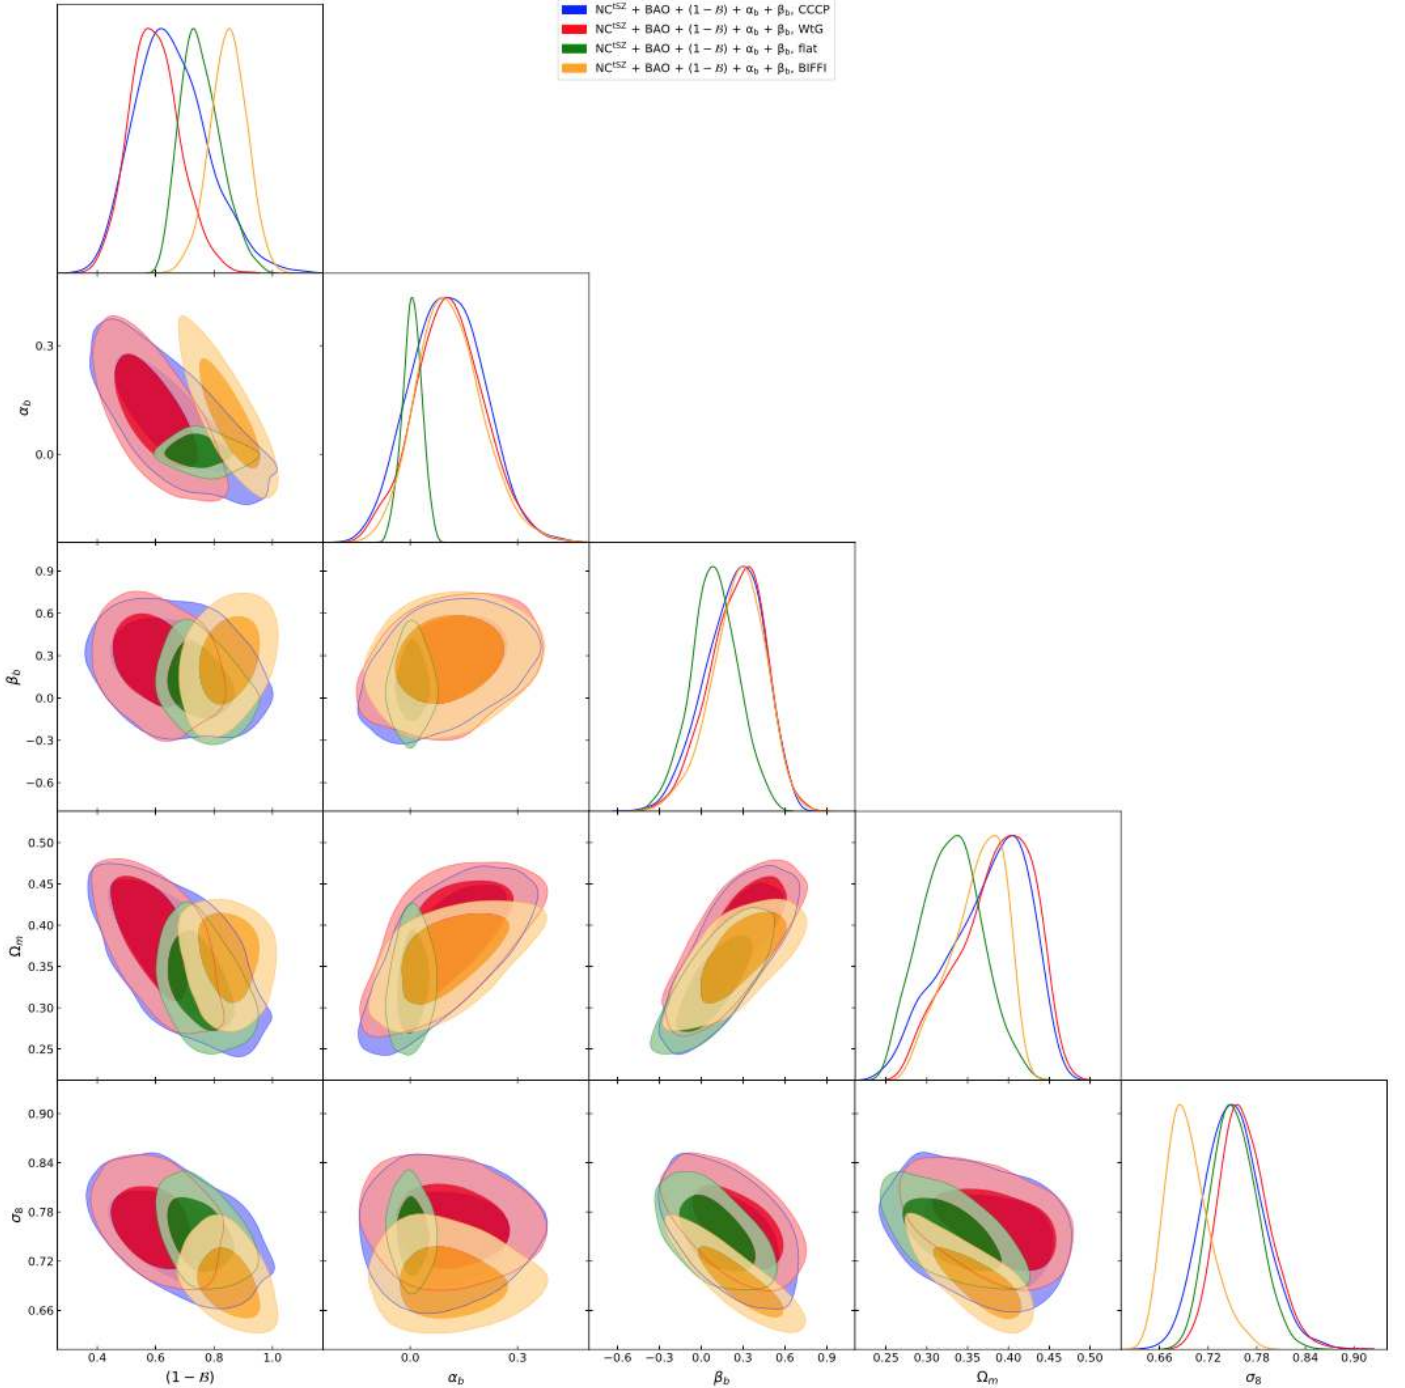 NC^tSZ + BAO + (1 − ℬ) + α_b + β_b, CCCP
NC^tSZ + BAO + (1 − ℬ) + α_b + β_b, WtG
NC^tSZ + BAO + (1 − ℬ) + α_b + β_b, flat
NC^tSZ + BAO + (1 − ℬ) + α_b + β_b, BIFFI
0.3
0.0
α_b
0.9
0.6
0.3
0.0
−0.3
−0.6
β_b
0.50
0.45
0.40
0.35
0.30
0.25
Ω_m
0.90
0.84
0.78
0.72
0.66
σ_8
0.4 0.6 0.8 1.0
0.0 0.3
−0.6 −0.3 0.0 0.3 0.6 0.9
0.25 0.30 0.35 0.40 0.45 0.50
0.66 0.72 0.78 0.84 0.90
(1 − ℬ)
α_b
β_b
Ω_m
σ_8